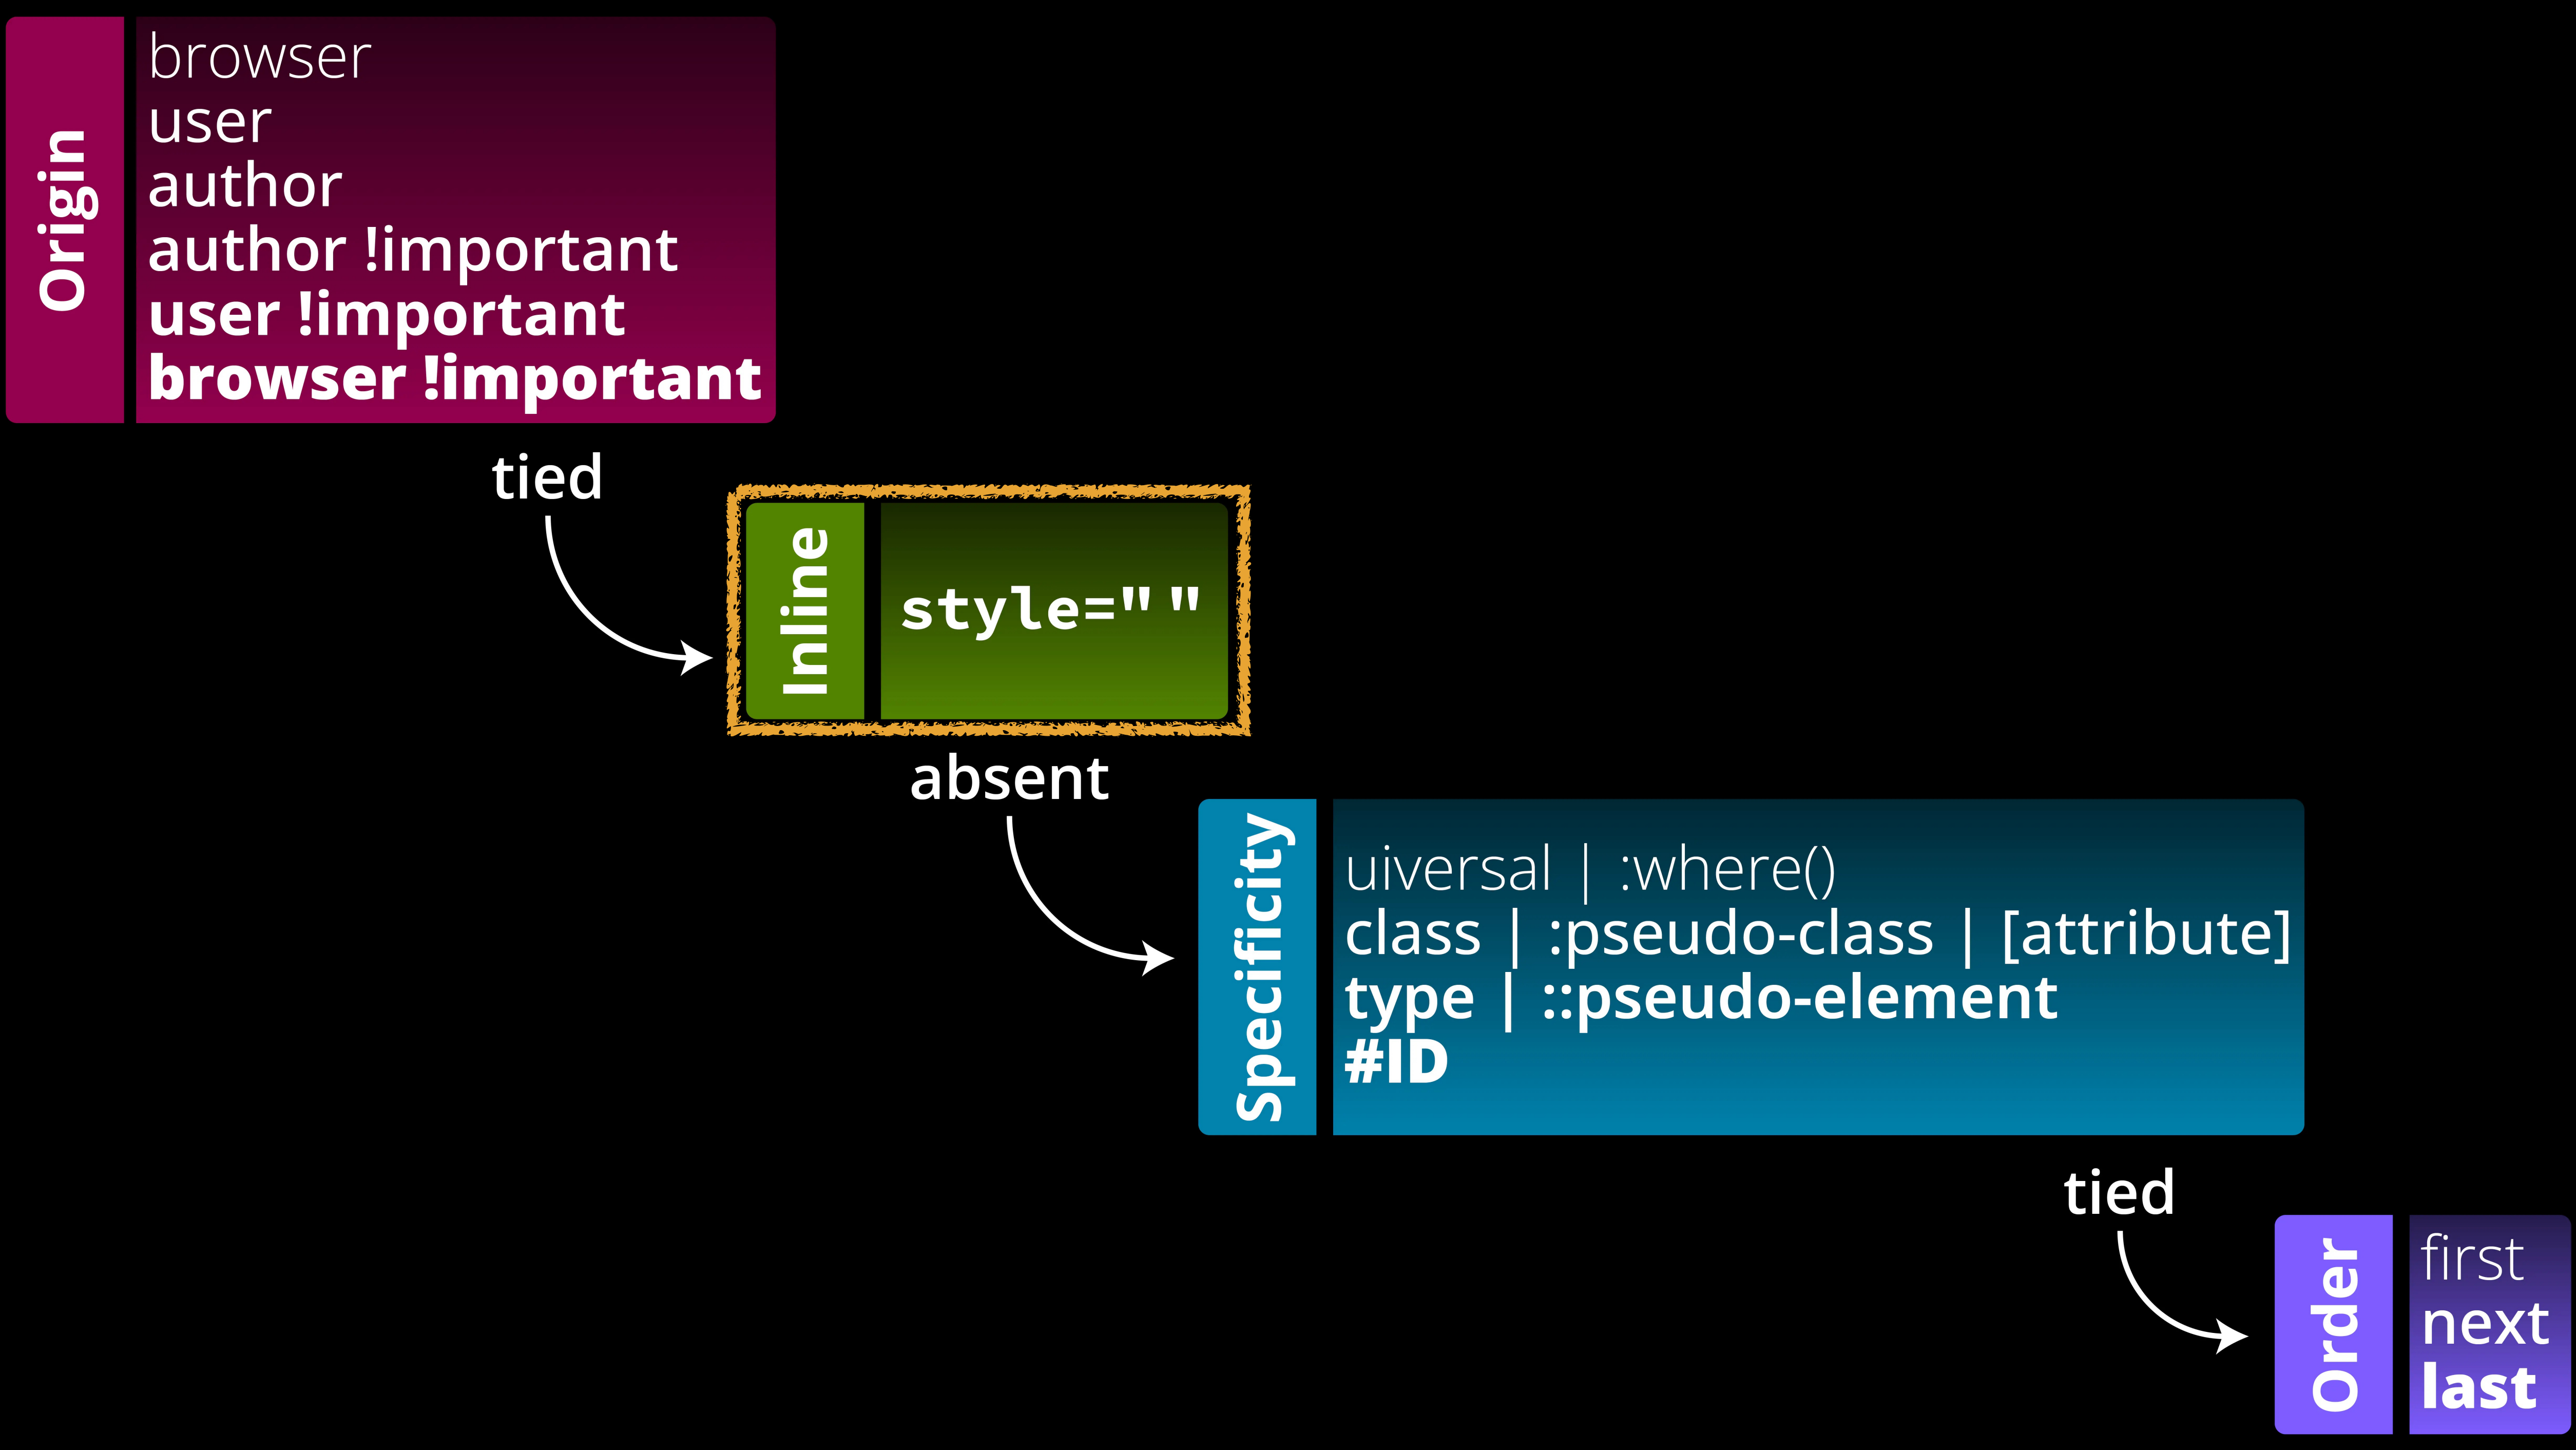 Origin
browser
user
author
author !important
user !important
browser !important
tied
Inline
style=""
absent
Specificity
uiversal | :where()
class | :pseudo-class | [attribute]
type | ::pseudo-element
#ID
tied
Order
first
next
last